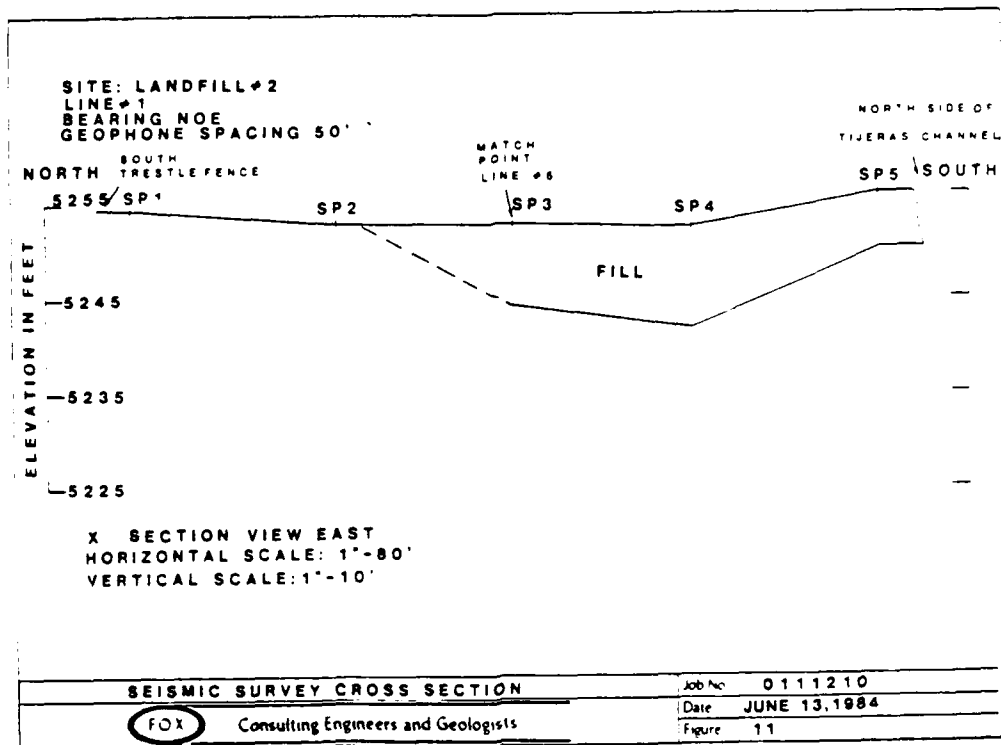 SITE: LANDFILL#2
LINE#1
BEARING N0E
GEOPHONE SPACING 50'
NORTH
SOUTH
TRESTLE FENCE
MATCH
POINT
LINE #6
NORTH SIDE OF
TIJERAS CHANNEL
SOUTH
5255
SP1
SP2
SP3
SP4
SP5
FILL
5245
5235
5225
ELEVATION IN FEET
X SECTION VIEW EAST
HORIZONTAL SCALE: 1"-80'
VERTICAL SCALE: 1"-10'
SEISMIC SURVEY CROSS SECTION
FOX Consulting Engineers and Geologists
Job No 0111210
Date JUNE 13, 1984
Figure 11